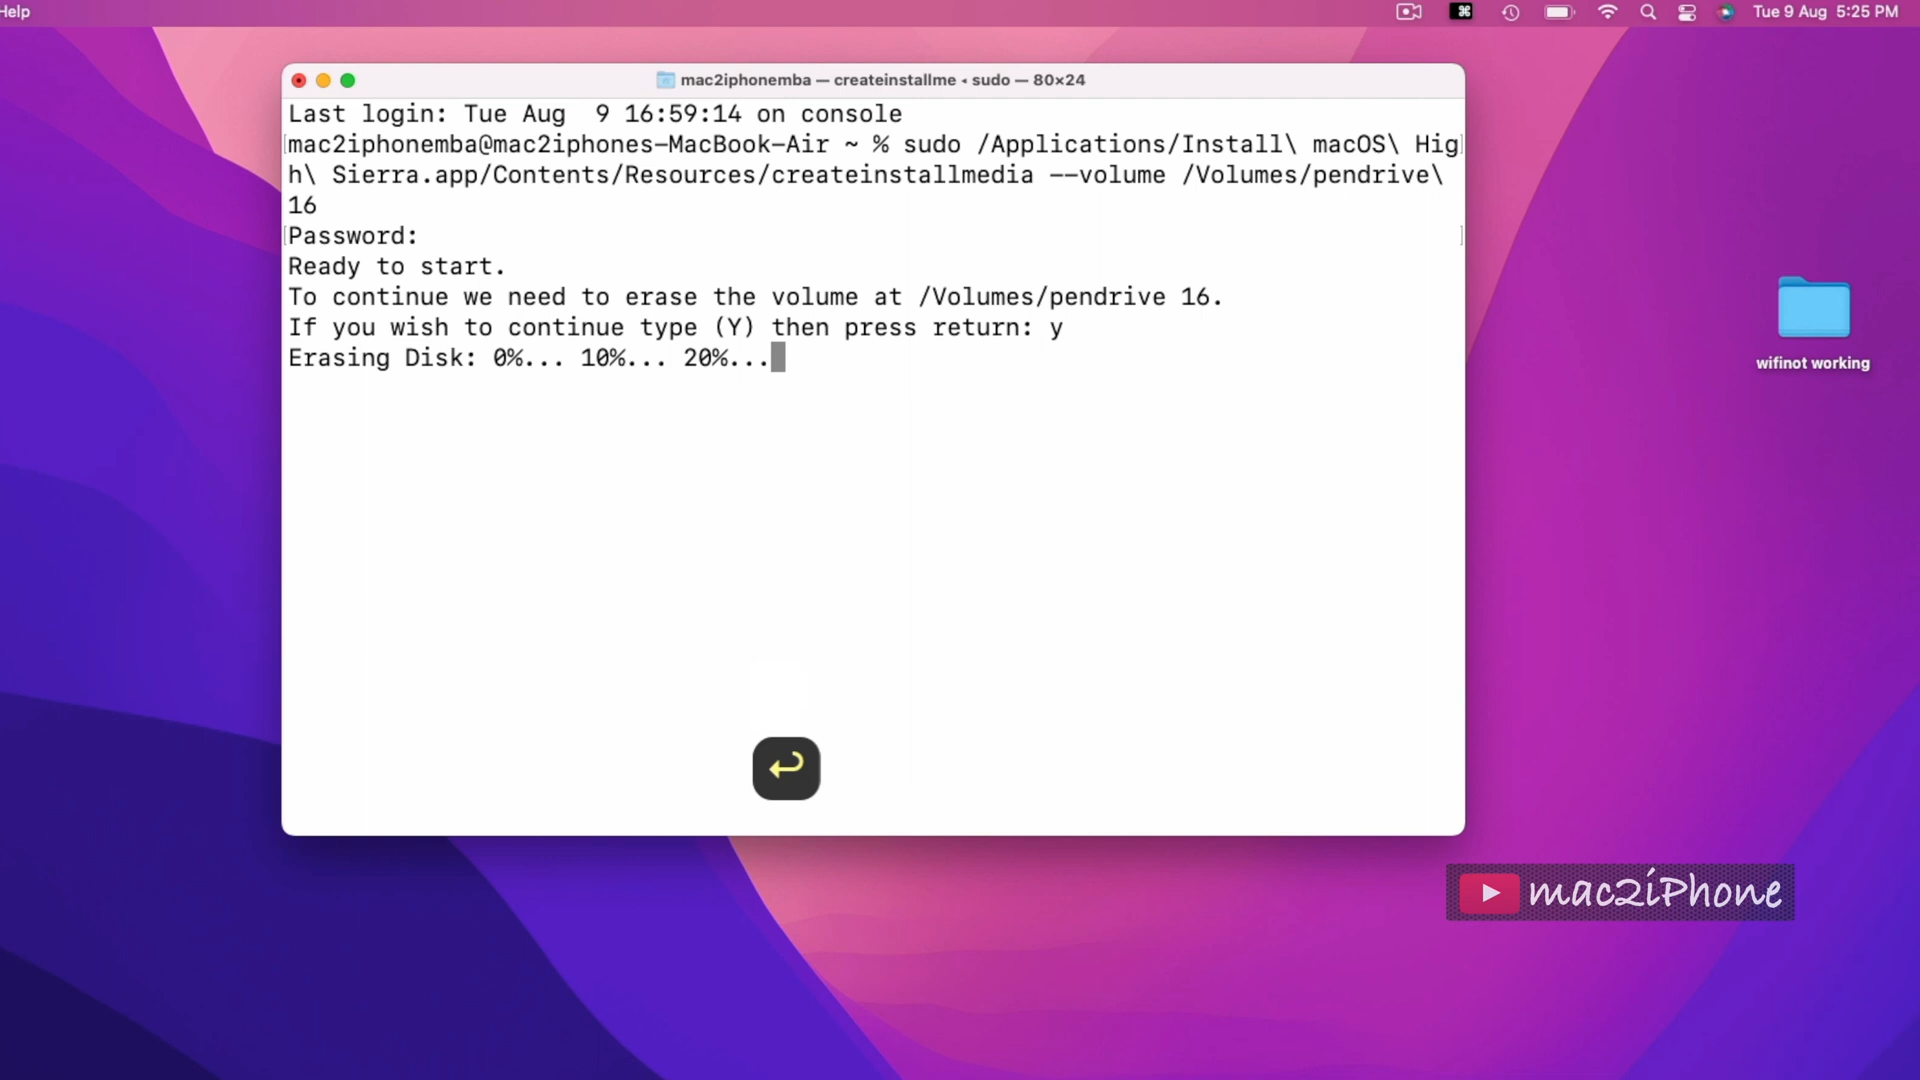 Help
Tue 9 Aug 5:25 PM
mac2iphonemba — createinstallme ◂ sudo — 80×24
Last login: Tue Aug  9 16:59:14 on console
mac2iphonemba@mac2iphones-MacBook-Air ~ % sudo /Applications/Install\ macOS\ Hig
h\ Sierra.app/Contents/Resources/createinstallmedia --volume /Volumes/pendrive\
16
Password:
Ready to start.
To continue we need to erase the volume at /Volumes/pendrive 16.
If you wish to continue type (Y) then press return: y
Erasing Disk: 0%... 10%... 20%...
wifinot working
mac2iPhone